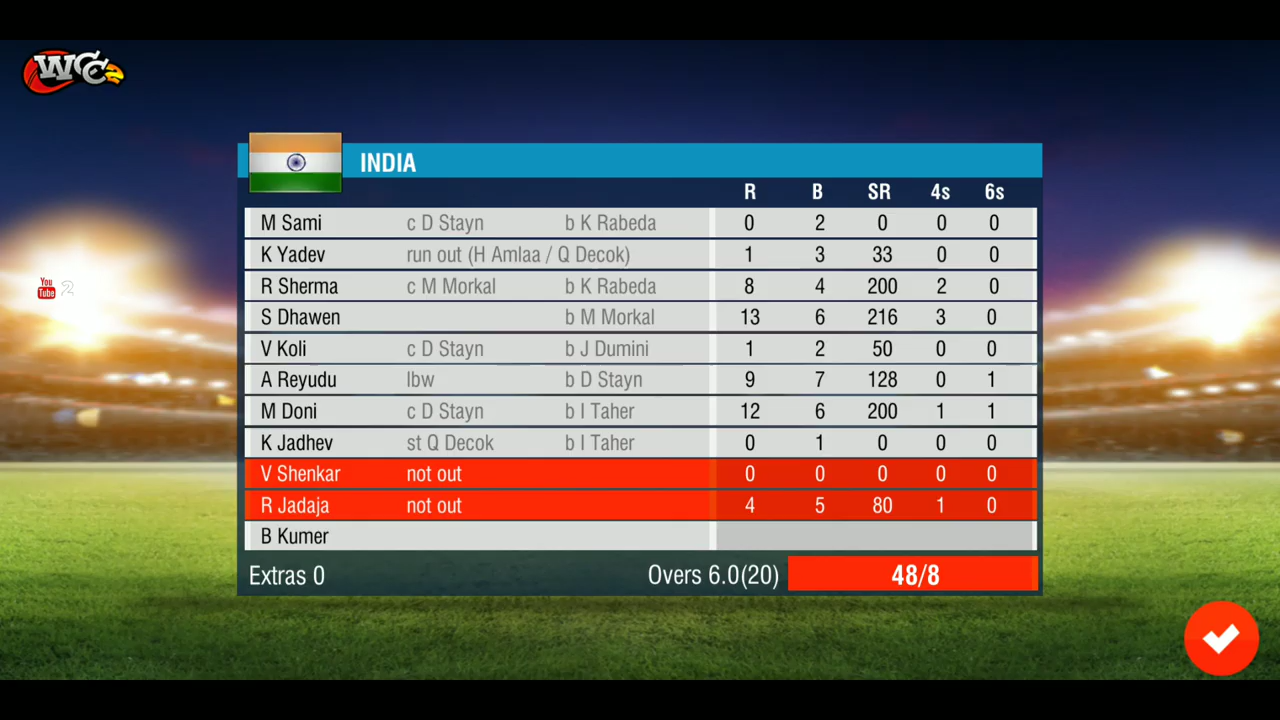 WCC2
You Tube 2
INDIA
R B SR 4s 6s
M Sami c D Stayn b K Rabeda 0 2 0 0 0
K Yadev run out (H Amlaa / Q Decok) 1 3 33 0 0
R Sherma c M Morkal b K Rabeda 8 4 200 2 0
S Dhawen b M Morkal 13 6 216 3 0
V Koli c D Stayn b J Dumini 1 2 50 0 0
A Reyudu lbw b D Stayn 9 7 128 0 1
M Doni c D Stayn b I Taher 12 6 200 1 1
K Jadhev st Q Decok b I Taher 0 1 0 0 0
V Shenkar not out 0 0 0 0 0
R Jadaja not out 4 5 80 1 0
B Kumer
Extras 0 Overs 6.0(20) 48/8